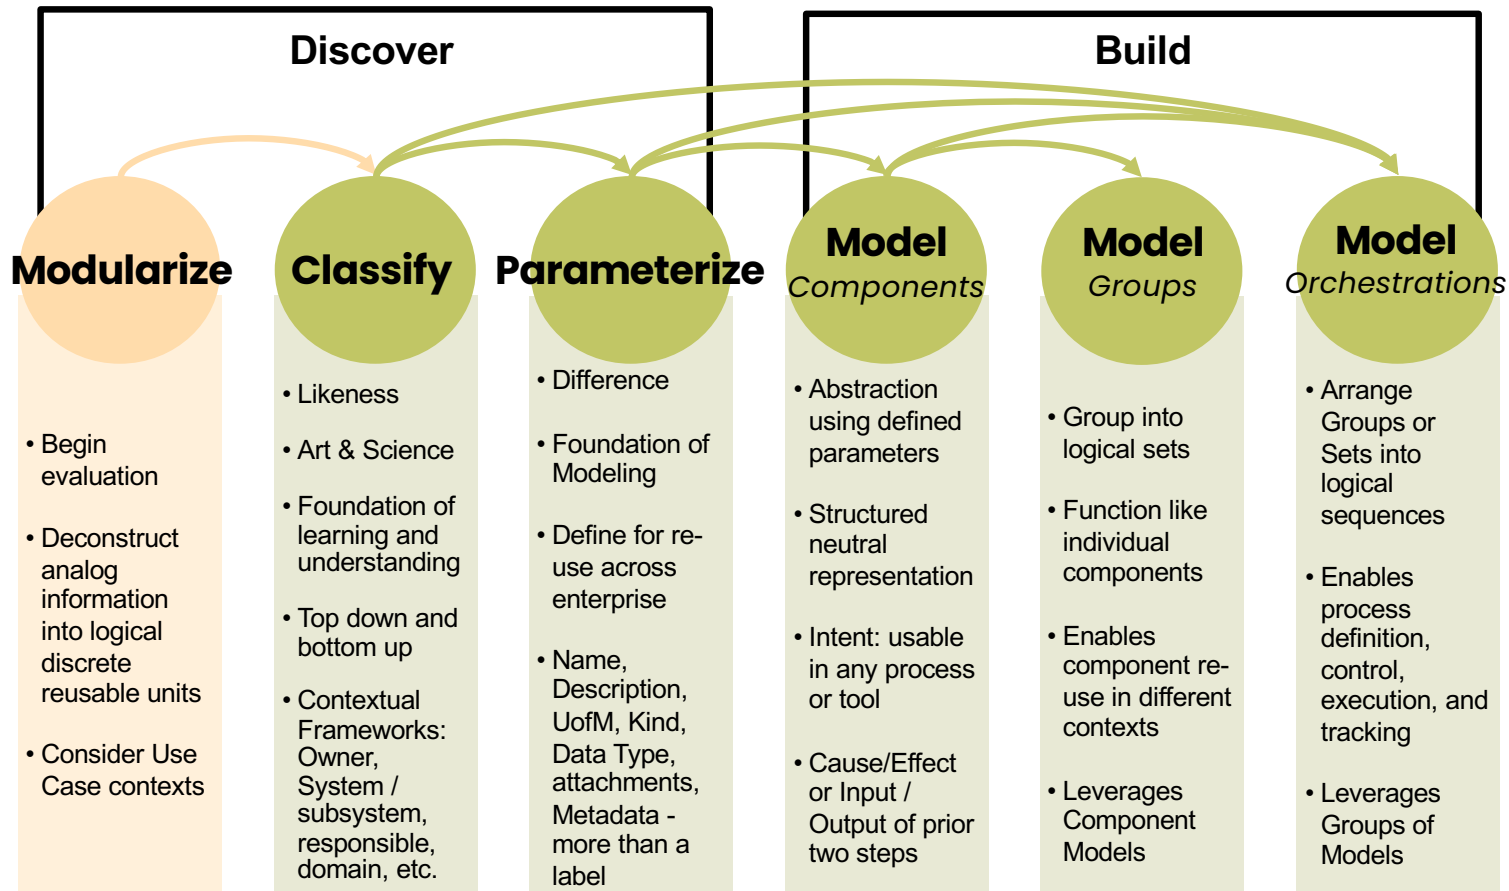 Discover
Build
Modularize
Classify
Parameterize
Model
Components
Model
Groups
Model
Orchestrations
• Begin
evaluation
• Deconstruct
analog
information
into logical
discrete
reusable units
• Consider Use
Case contexts
• Likeness
• Art & Science
• Foundation of
learning and
understanding
• Top down and
bottom up
• Contextual
Frameworks:
Owner,
System /
subsystem,
responsible,
domain, etc.
• Difference
• Foundation of
Modeling
• Define for re-
use across
enterprise
• Name,
Description,
UofM, Kind,
Data Type,
attachments,
Metadata -
more than a
label
• Abstraction
using defined
parameters
• Structured
neutral
representation
• Intent: usable
in any process
or tool
• Cause/Effect
or Input /
Output of prior
two steps
• Group into
logical sets
• Function like
individual
components
• Enables
component re-
use in different
contexts
• Leverages
Component
Models
• Arrange
Groups or
Sets into
logical
sequences
• Enables
process
definition,
control,
execution, and
tracking
• Leverages
Groups of
Models